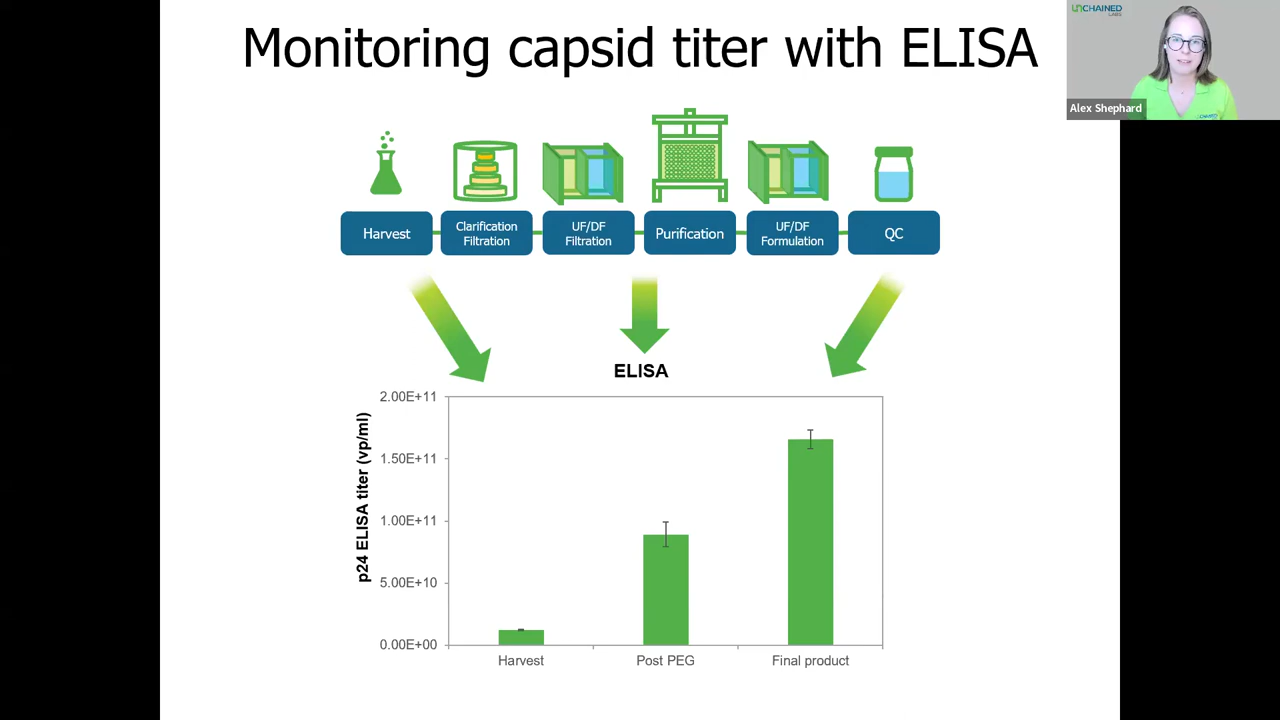 Monitoring capsid titer with ELISA
UNCHAINED
LABS
Alex Shephard
Harvest
Clarification
Filtration
UF/DF
Filtration
Purification
UF/DF
Formulation
QC
ELISA
p24 ELISA titer (vp/ml)
2.00E+11
1.50E+11
1.00E+11
5.00E+10
0.00E+00
Harvest
Post PEG
Final product